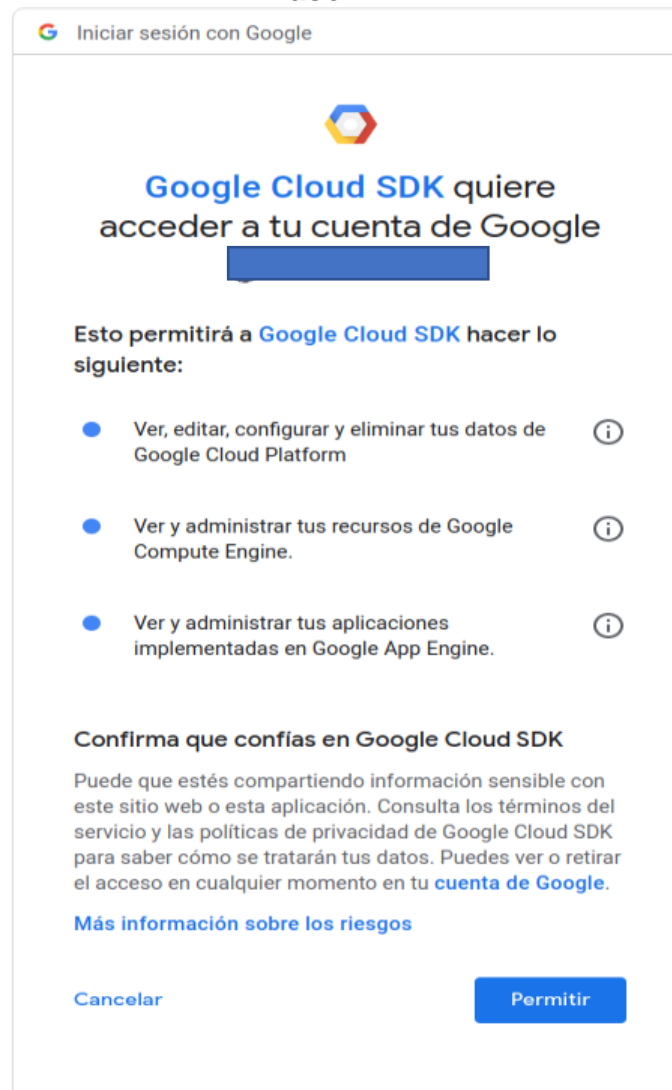 Iniciar sesión con Google
Google Cloud SDK quiere
acceder a tu cuenta de Google
Esto permitirá a Google Cloud SDK hacer lo
siguiente:
Ver, editar, configurar y eliminar tus datos de
Google Cloud Platform
Ver y administrar tus recursos de Google
Compute Engine.
Ver y administrar tus aplicaciones
implementadas en Google App Engine.
Confirma que confías en Google Cloud SDK
Puede que estés compartiendo información sensible con
este sitio web o esta aplicación. Consulta los términos del
servicio y las políticas de privacidad de Google Cloud SDK
para saber cómo se tratarán tus datos. Puedes ver o retirar
el acceso en cualquier momento en tu cuenta de Google.
Más información sobre los riesgos
Cancelar Permitir